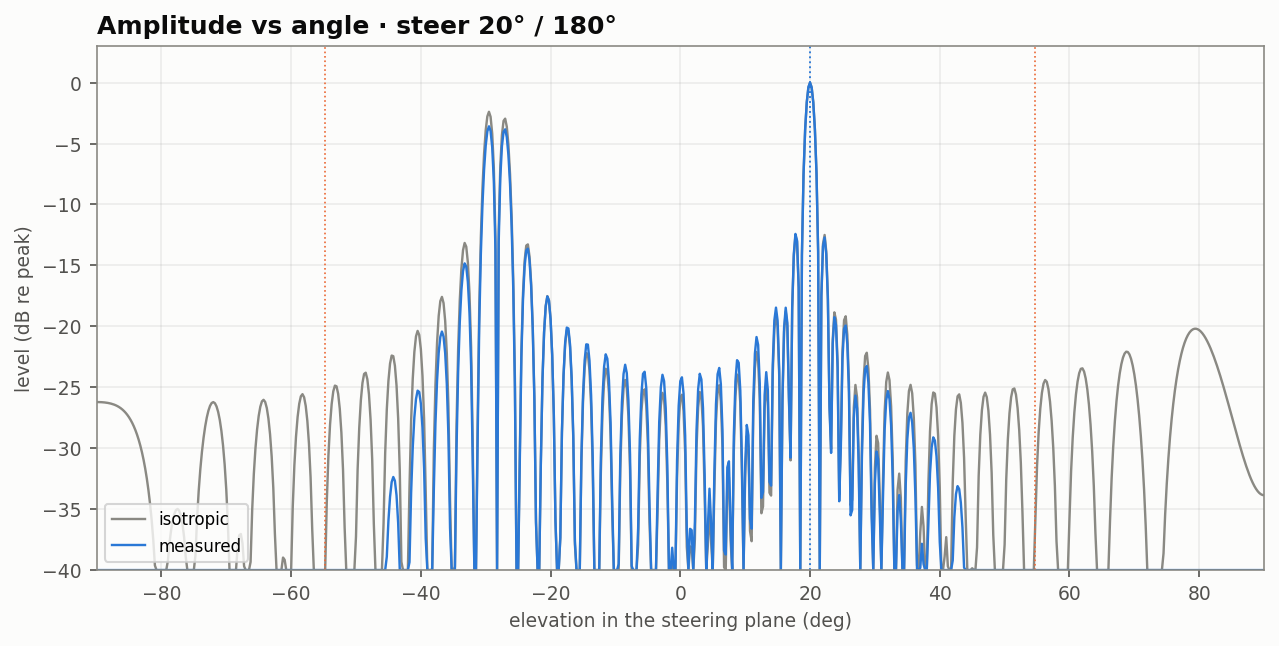 Amplitude vs angle · steer 20° / 180°
level (dB re peak)
0
−5
−10
−15
−20
−25
−30
−35
−40
isotropic
measured
−80 −60 −40 −20 0 20 40 60 80
elevation in the steering plane (deg)